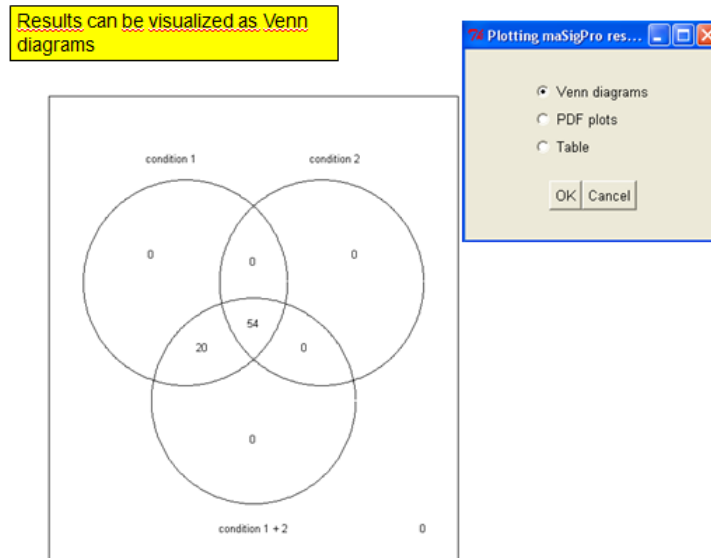 Results can be visualized as Venn
diagrams
Plotting maSigPro res...
Venn diagrams
PDF plots
Table
OK Cancel
condition 1 condition 2
0 0 0
54
20 0
0
condition 1 + 2 0